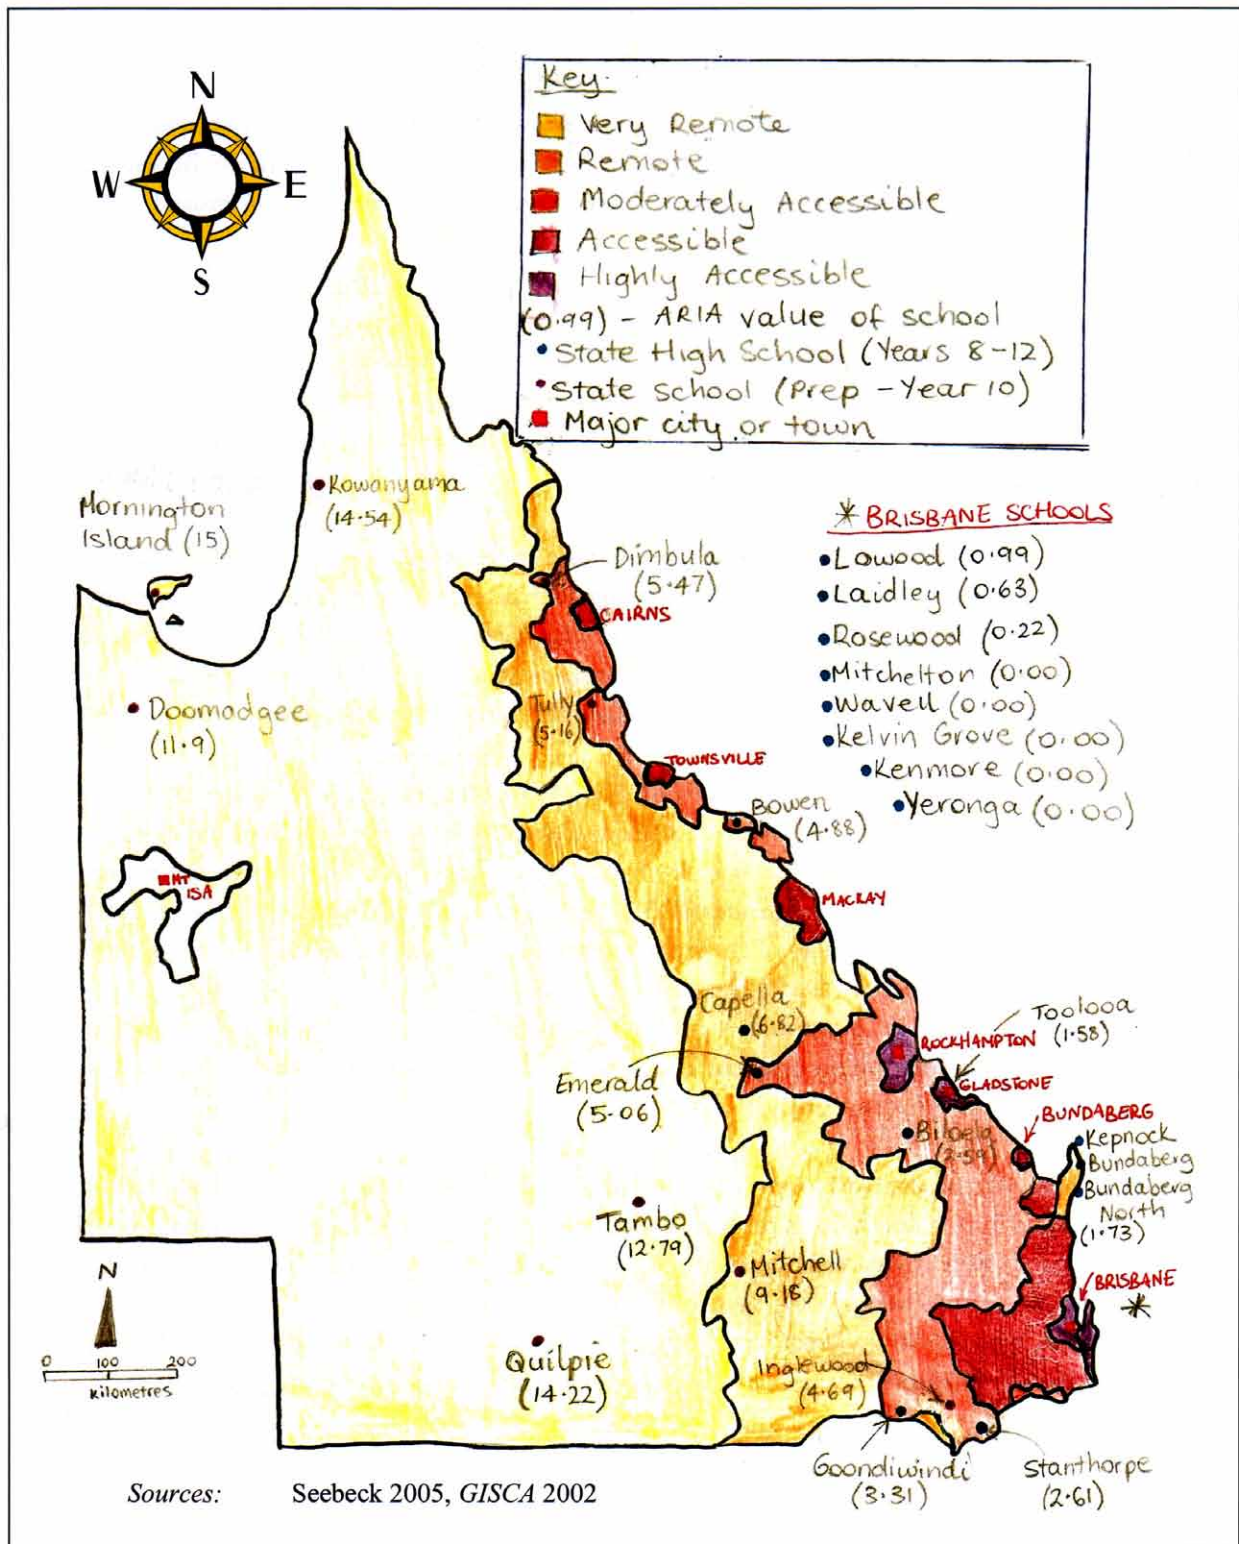 N
W
E
S
Key
Very Remote
Remote
Moderately Accessible
Accessible
Highly Accessible
(0.99) - ARIA value of school
State High School (Years 8-12)
State school (Prep - Year 10)
Major city or town
Mornington
Island (15)
Kowanyama
(14.54)
Dimbula
(5.47)
CAIRNS
BRISBANE SCHOOLS
Lowood (0.99)
Laidley (0.63)
Rosewood (0.22)
Mitchelton (0.00)
Wavell (0.00)
Kelvin Grove (0.00)
Kenmore (0.00)
Yeronga (0.00)
Doomadgee
(11.9)
Tully
(5.16)
TOWNSVILLE
Bowen
(4.88)
MT
ISA
MACKAY
Capella
(6.82)
Toolooa
(1.58)
ROCKHAMPTON
GLADSTONE
Emerald
(5.06)
BUNDABERG
Biloela
(2.59)
Kepnock
Bundaberg
Bundaberg
North
(1.73)
Tambo
(12.79)
Mitchell
(9.18)
BRISBANE
N
0 100 200
kilometres
Quilpie
(14.22)
Inglewood
(4.69)
Goondiwindi
(3.31)
Stanthorpe
(2.61)
Sources: Seebeck 2005, GISCA 2002